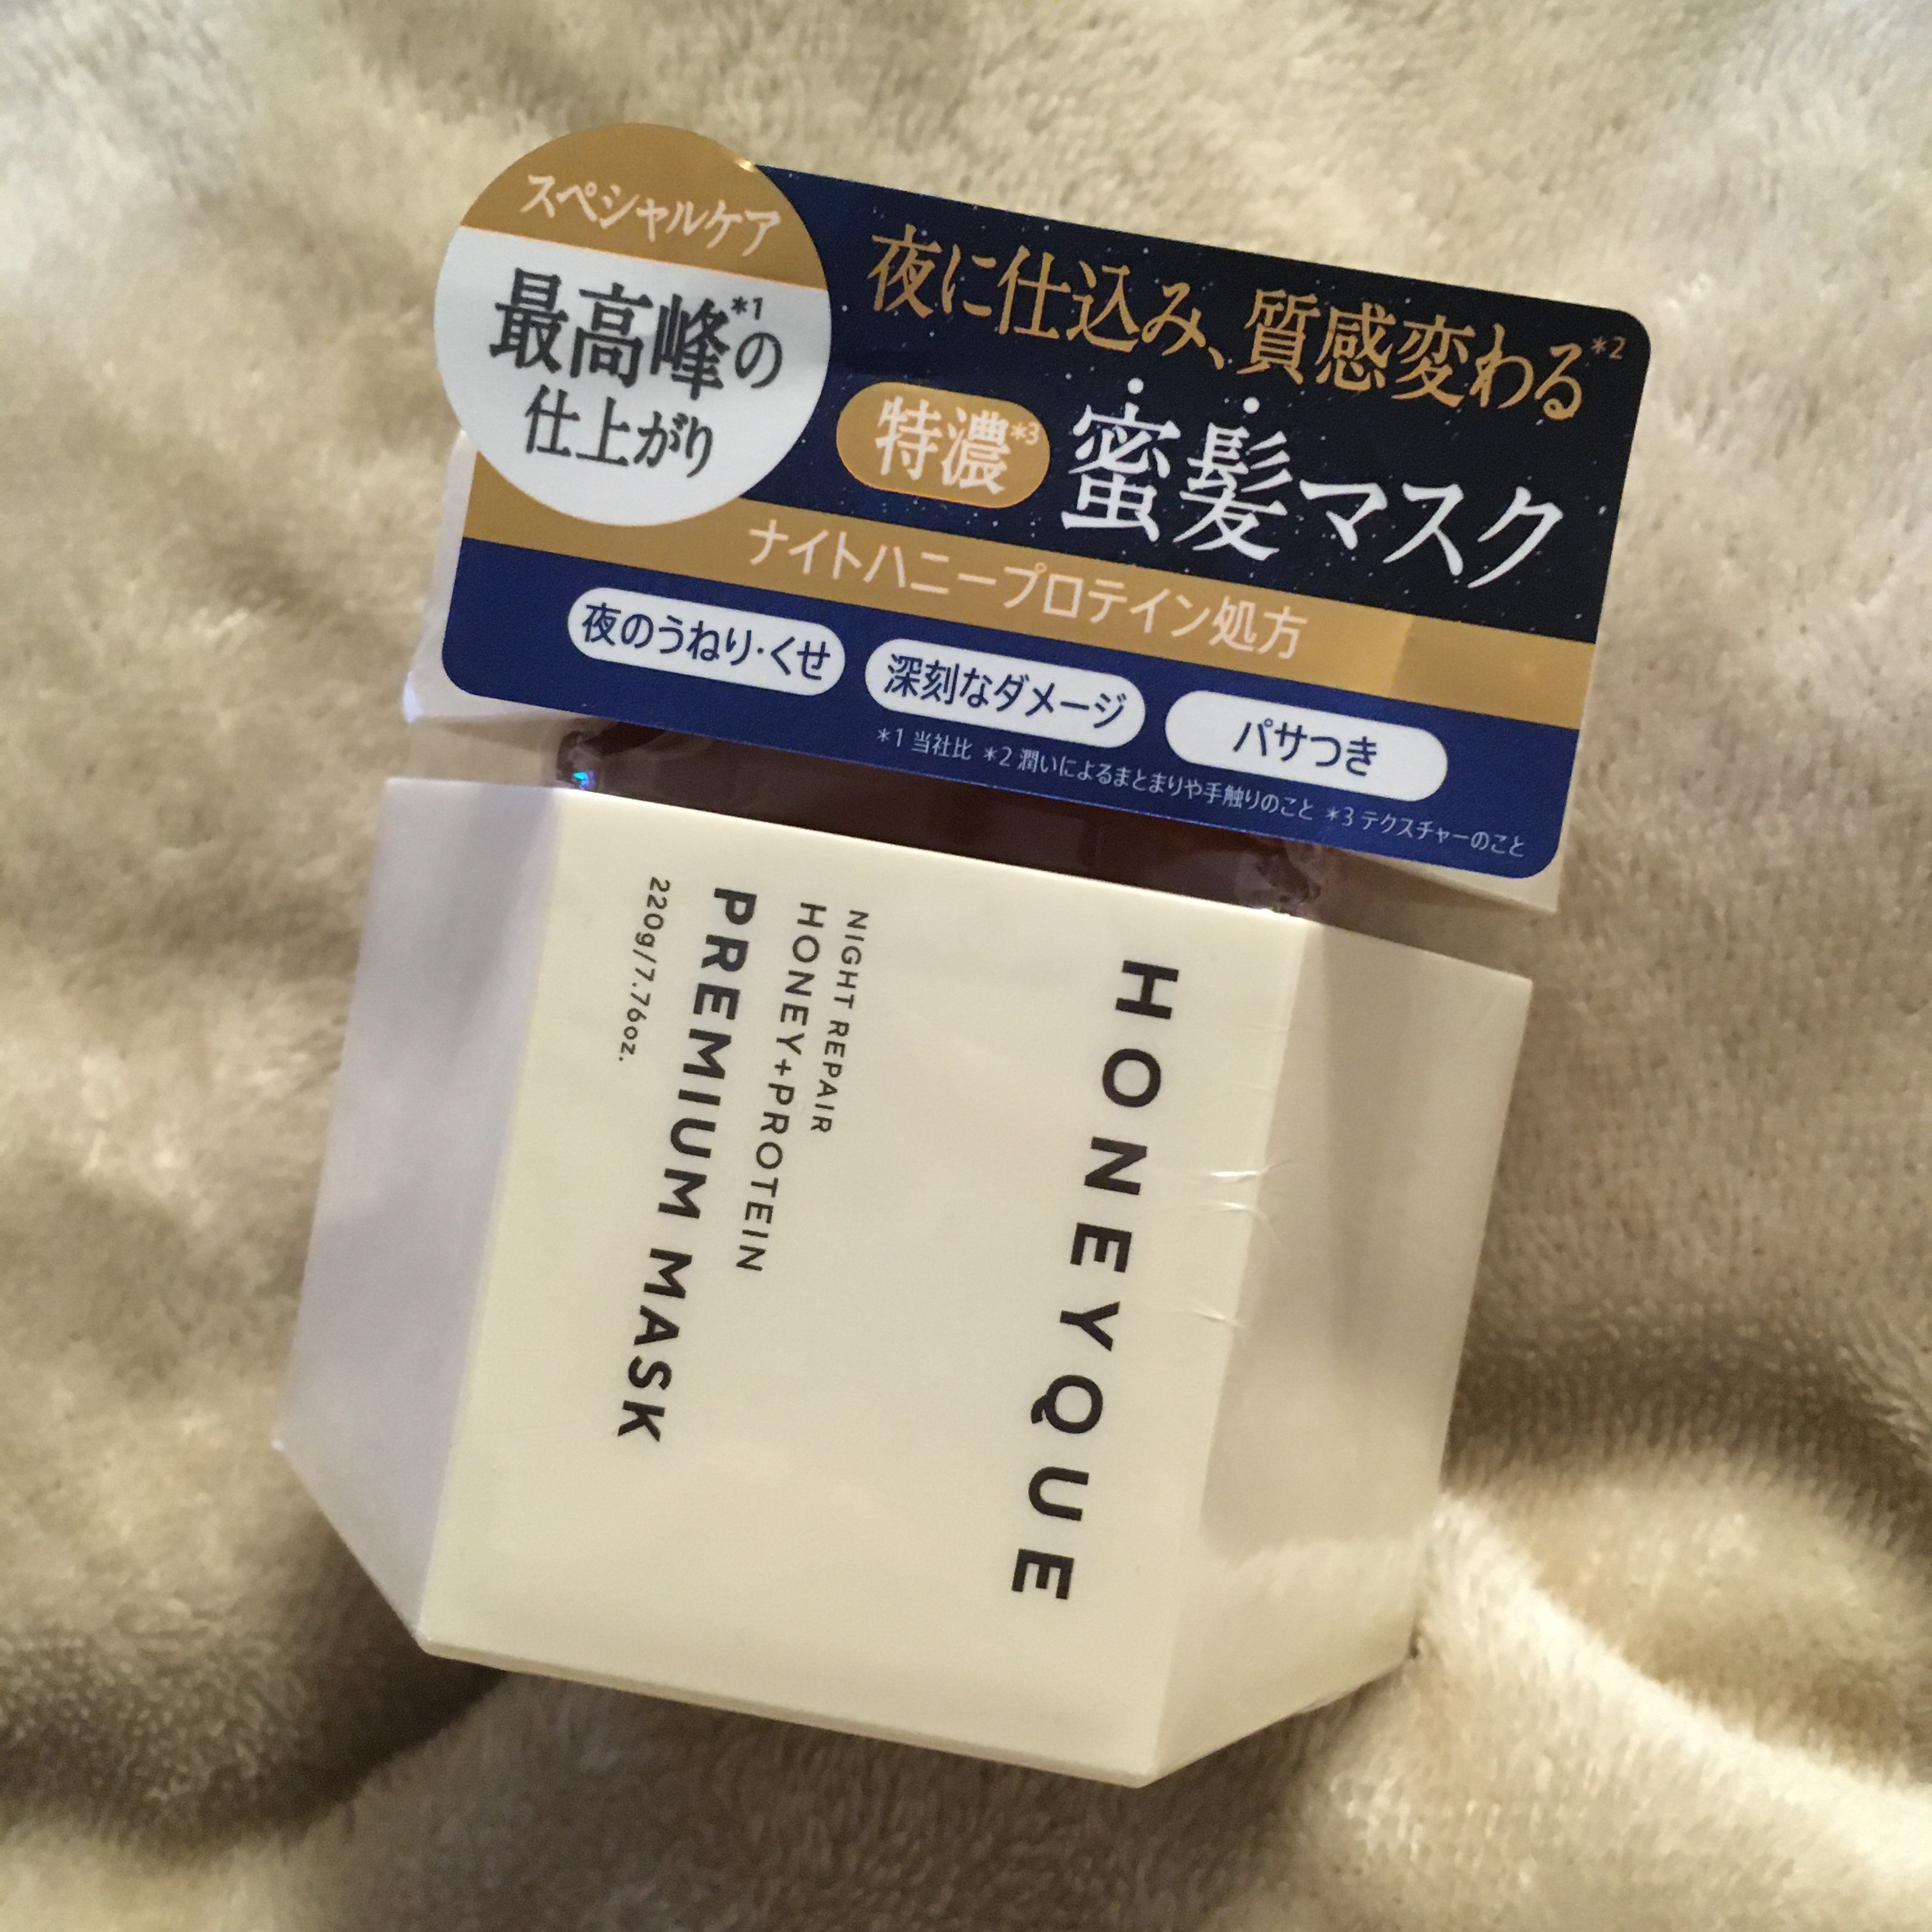 スペシャルケア
最高峰*1の
仕上がり
夜に仕込み、質感変わる*2
特濃*3 蜜髪マスク
ナイトハニープロテイン処方
夜のうねり・くせ 深刻なダメージ パサつき
*1 当社比 *2 潤いによるまとまりや手触りのこと *3 テクスチャーのこと
HONEYQUE
NIGHT REPAIR
HONEY+PROTEIN
PREMIUM MASK
220g/7.76oz.